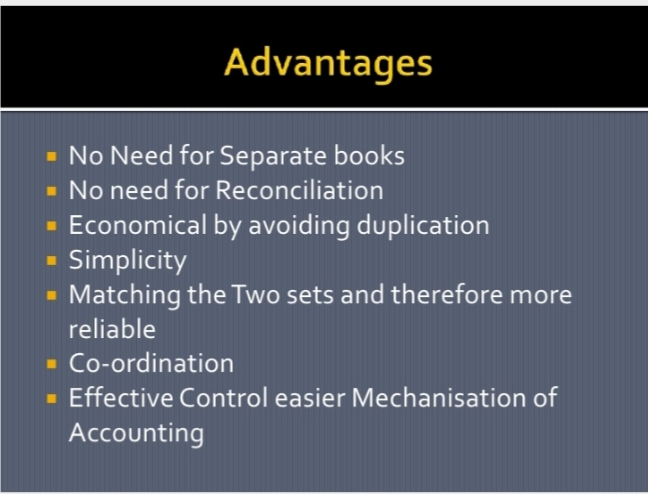 Advantages
No Need for Separate books
No need for Reconciliation
Economical by avoiding duplication
Simplicity
Matching the Two sets and therefore more
reliable
Co-ordination
Effective Control easier Mechanisation of
Accounting